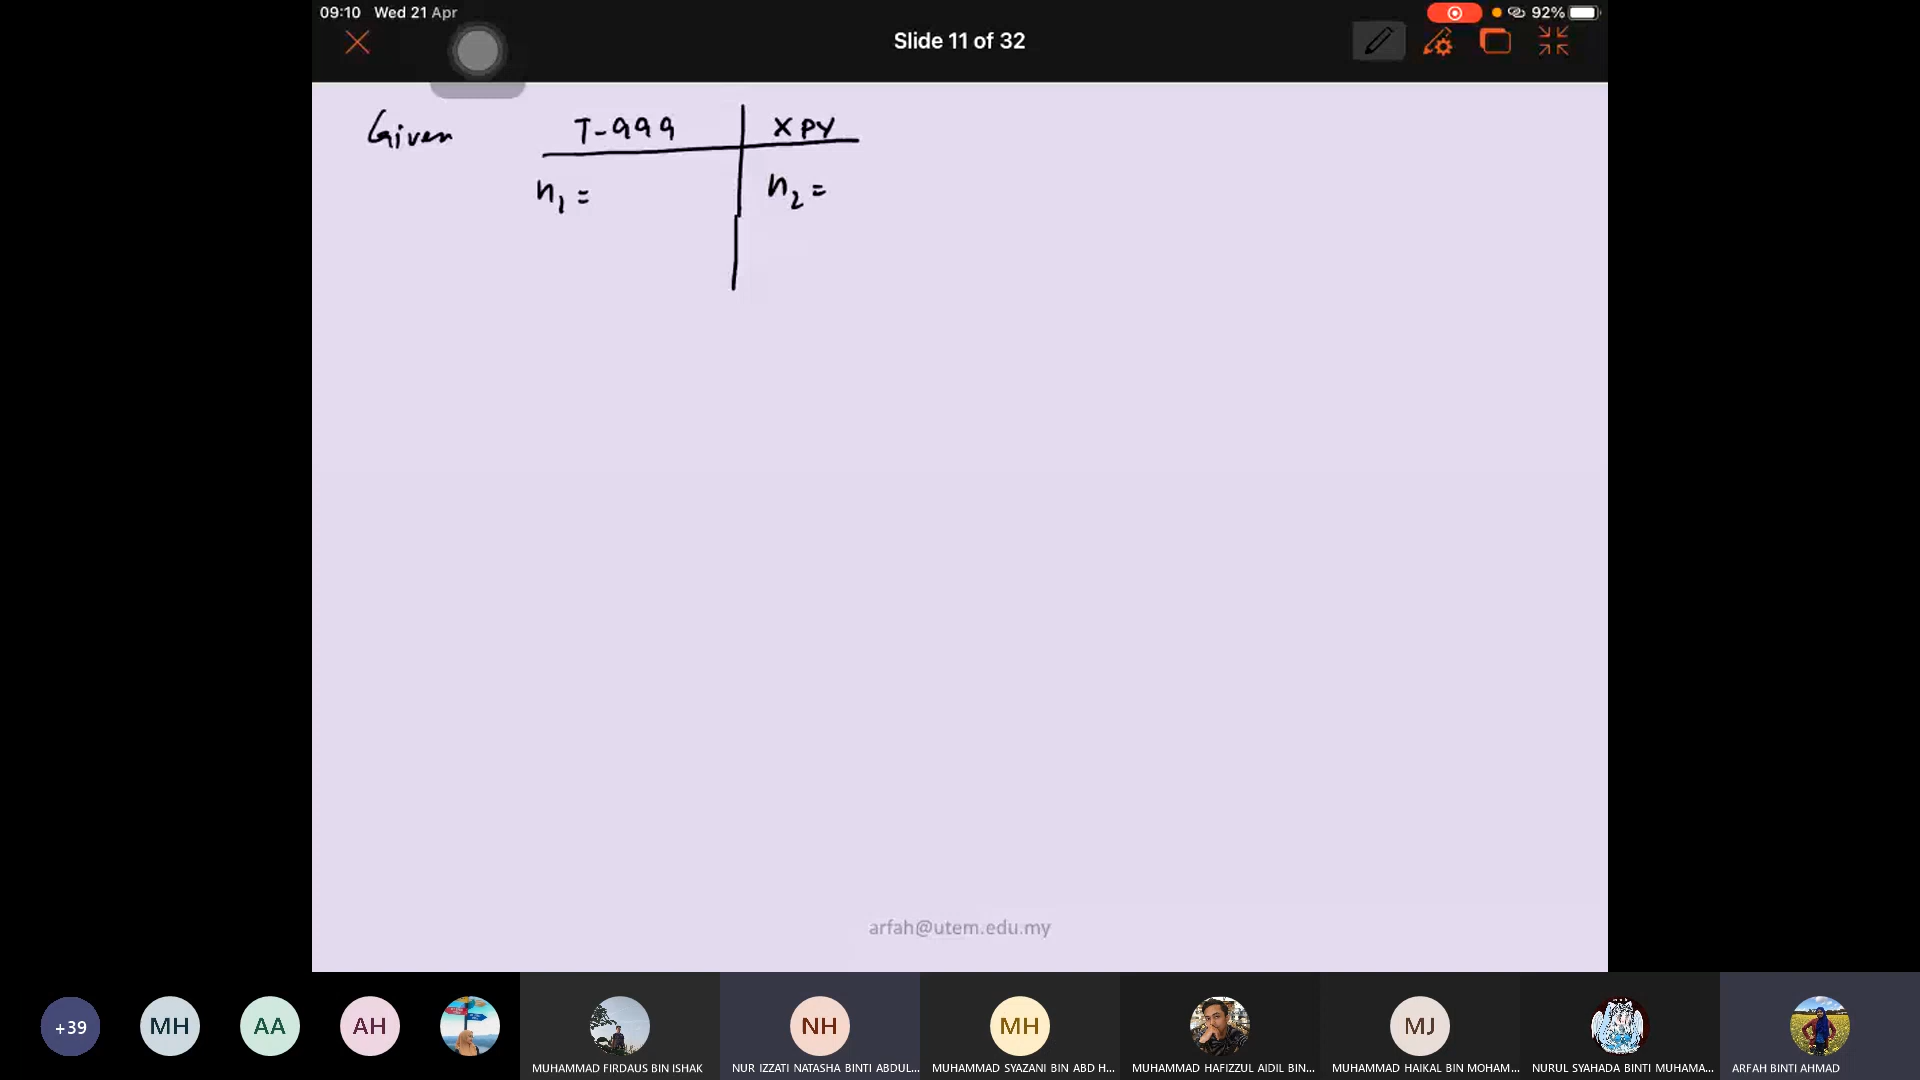 09:10 Wed 21 Apr
92%
Slide 11 of 32
Given T-999 XPY
n₁ = n₂ =
arfah@utem.edu.my
+39 MH AA AH NH MH MJ
MUHAMMAD FIRDAUS BIN ISHAK NUR IZZATI NATASHA BINTI ABDUL... MUHAMMAD SYAZANI BIN ABD H... MUHAMMAD HAFIZZUL AIDIL BIN... MUHAMMAD HAIKAL BIN MOHAM... NURUL SYAHADA BINTI MUHAMA... ARFAH BINTI AHMAD